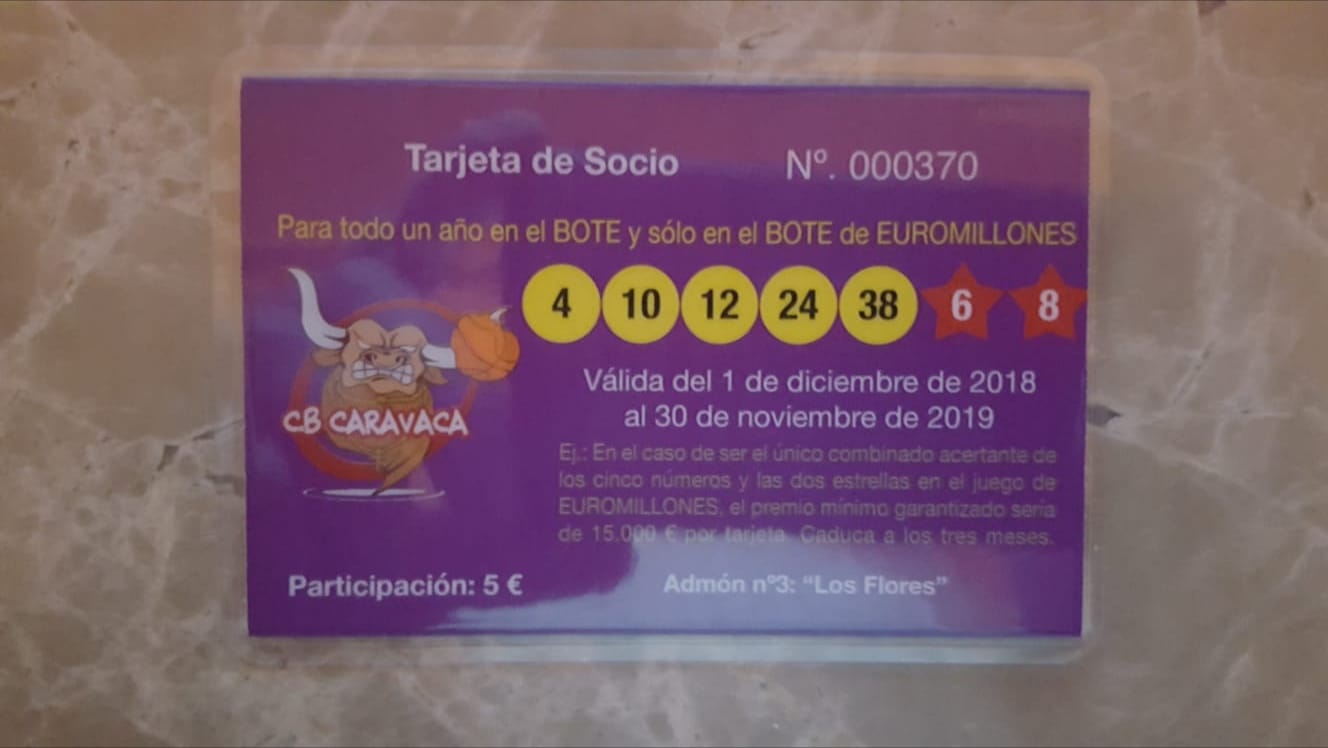 Tarjeta de Socio Nº. 000370
Para todo un año en el BOTE y sólo en el BOTE de EUROMILLONES
4 10 12 24 38 6 8
CB CARAVACA
Válida del 1 de diciembre de 2018
al 30 de noviembre de 2019
Ej.: En el caso de ser el único combinado acertante de
los cinco números y las dos estrellas en el juego de
EUROMILLONES, el premio mínimo garantizado sería
de 15.000 € por tarjeta. Caduca a los tres meses.
Participación: 5 € Admón nº3: “Los Flores”